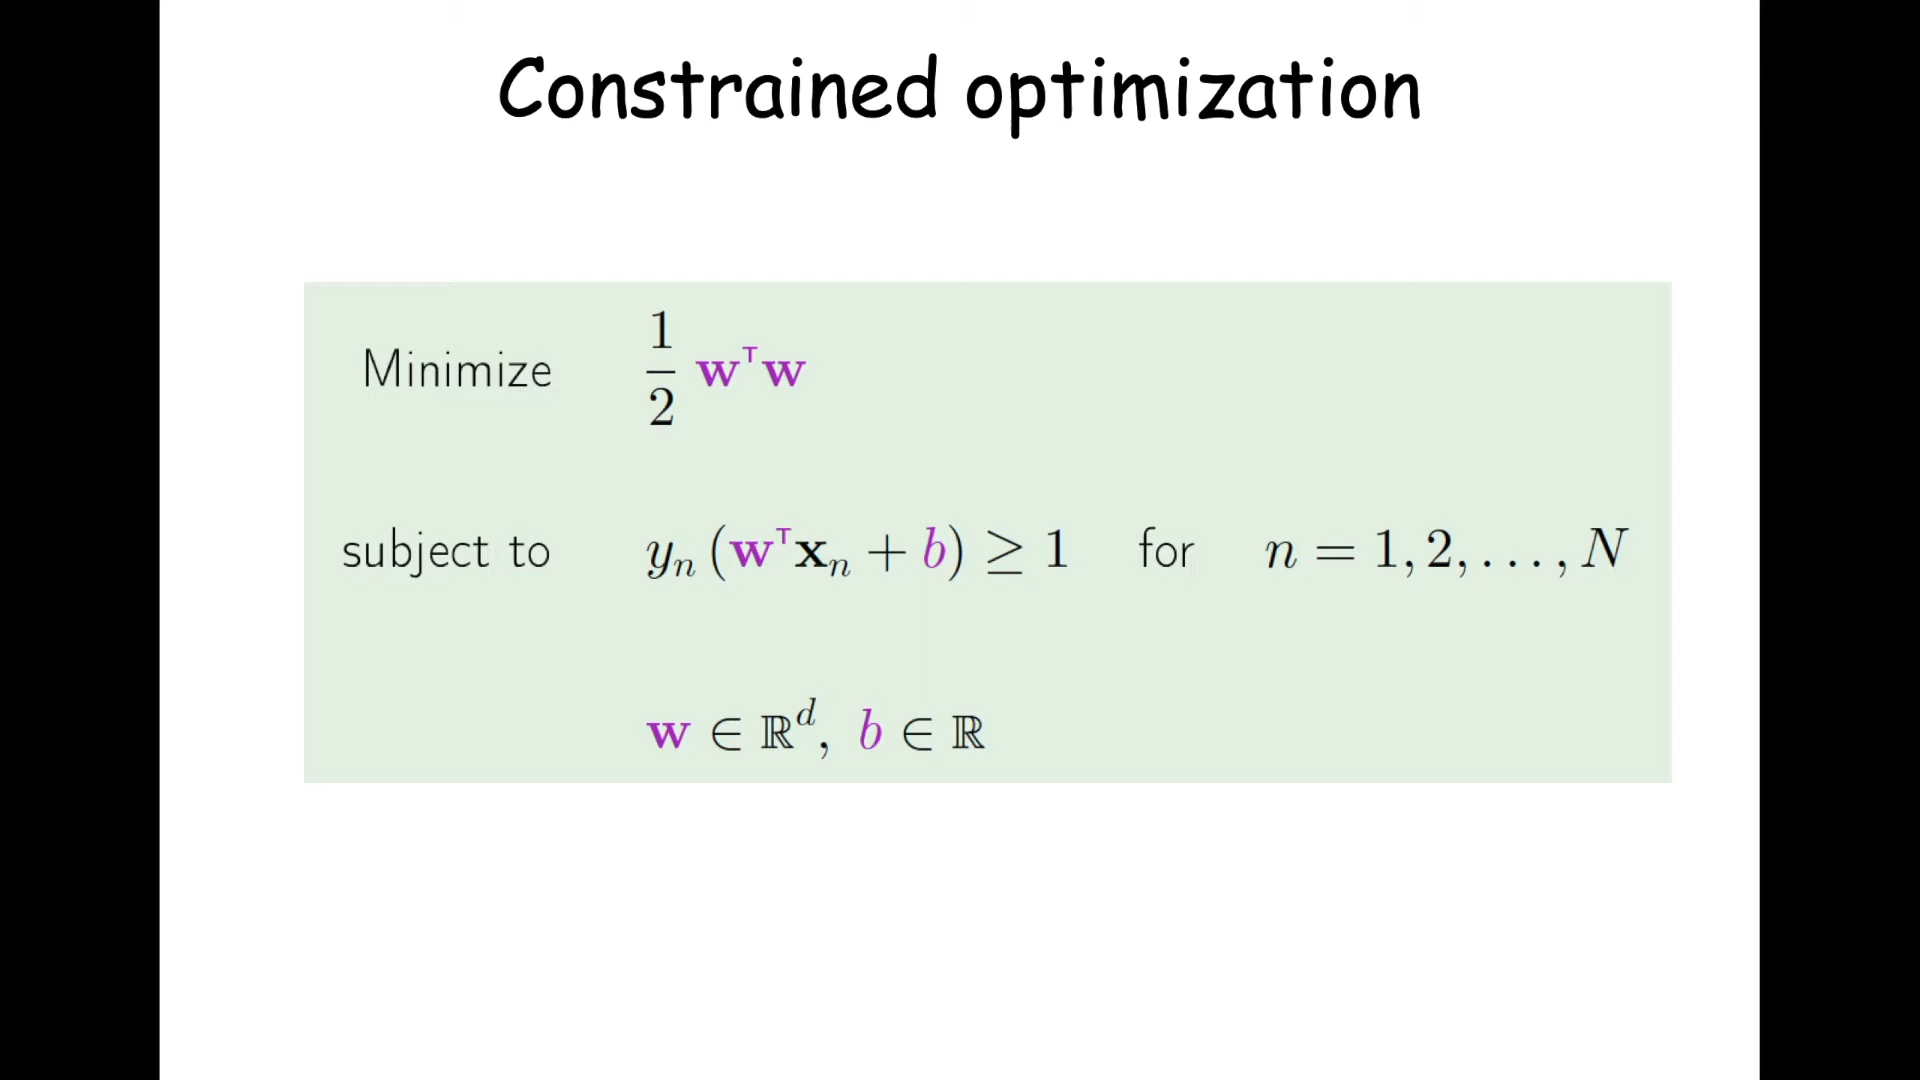 Constrained optimization
Minimize 1/2 wᵀw
subject to yₙ (wᵀxₙ + b) ≥ 1 for n = 1, 2, . . . , N
w ∈ ℝᵈ, b ∈ ℝ